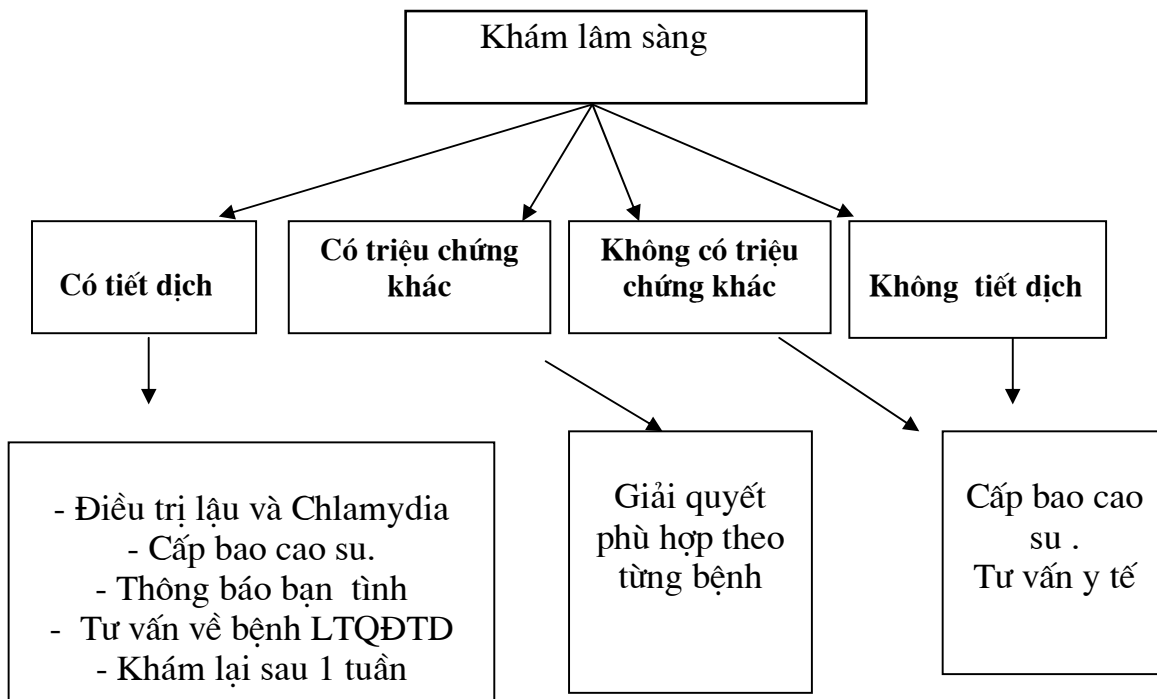 Khám lâm sàng
Có tiết dịch
Có triệu chứng
khác
Không có triệu
chứng khác
Không tiết dịch
- Điều trị lậu và Chlamydia
- Cấp bao cao su.
- Thông báo bạn tình
- Tư vấn về bệnh LTQĐTD
- Khám lại sau 1 tuần
Giải quyết
phù hợp theo
từng bệnh
Cấp bao cao
su .
Tư vấn y tế